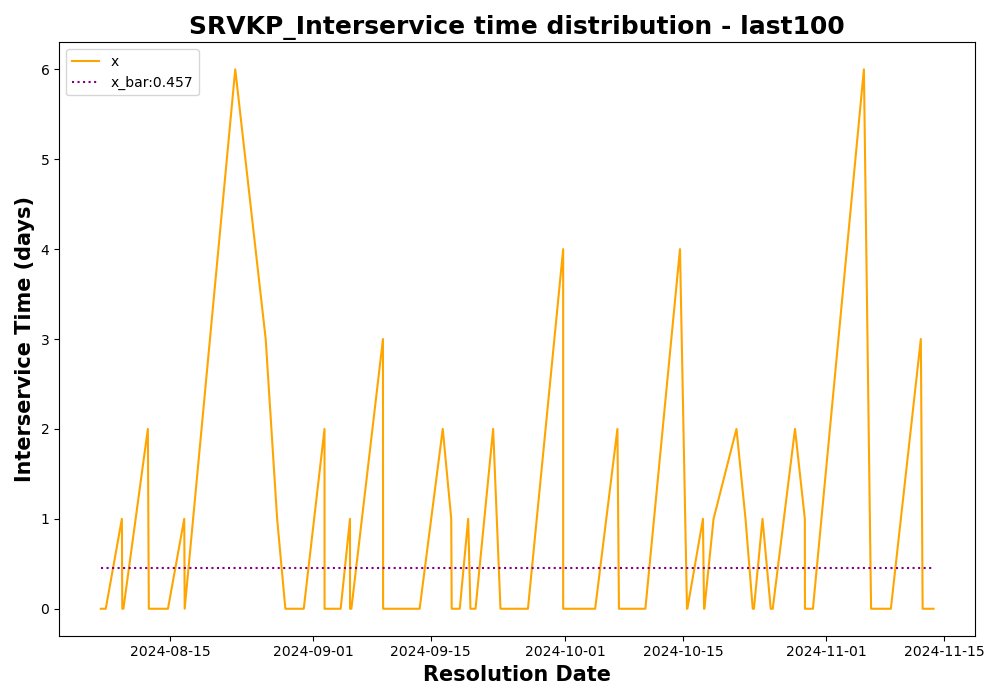 SRVKP_Interservice time distribution - last100
x
x_bar:0.457
Interservice Time (days)
6
5
4
3
2
1
0
2024-08-15 2024-09-01 2024-09-15 2024-10-01 2024-10-15 2024-11-01 2024-11-15
Resolution Date